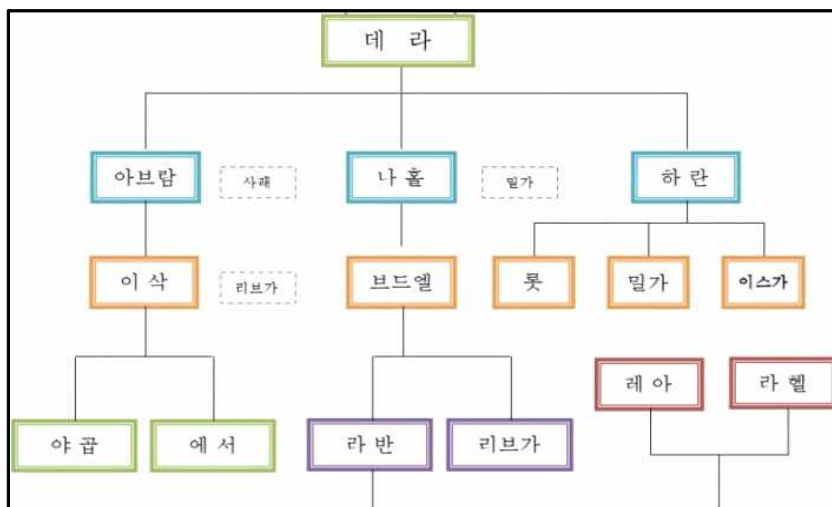 데 라
아브람
사래
나 홀
밀가
하 란
이 삭
리브가
브드엘
롯
밀가
이스가
레 아
라 헬
야 곱
에 서
라 반
리브가